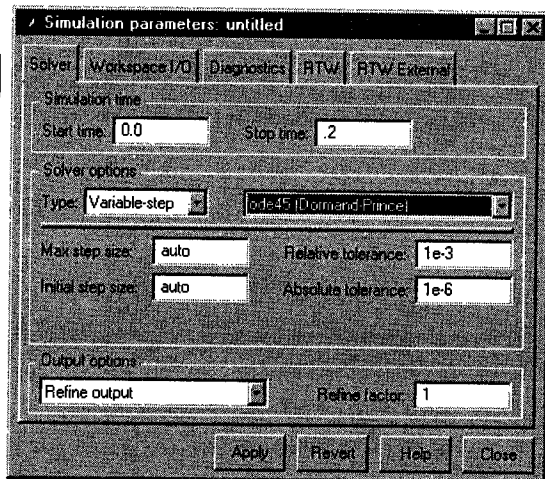 Simulation parameters: untitled
Solver Workspace I/O Diagnostics RTW RTW External
Simulation time
Start time: 0.0 Stop time: .2
Solver options
Type: Variable-step ode45 (Dormand-Prince)
Max step size: auto Relative tolerance: 1e-3
Initial step size: auto Absolute tolerance: 1e-6
Output options
Refine output Refine factor: 1
Apply Revert Help Close